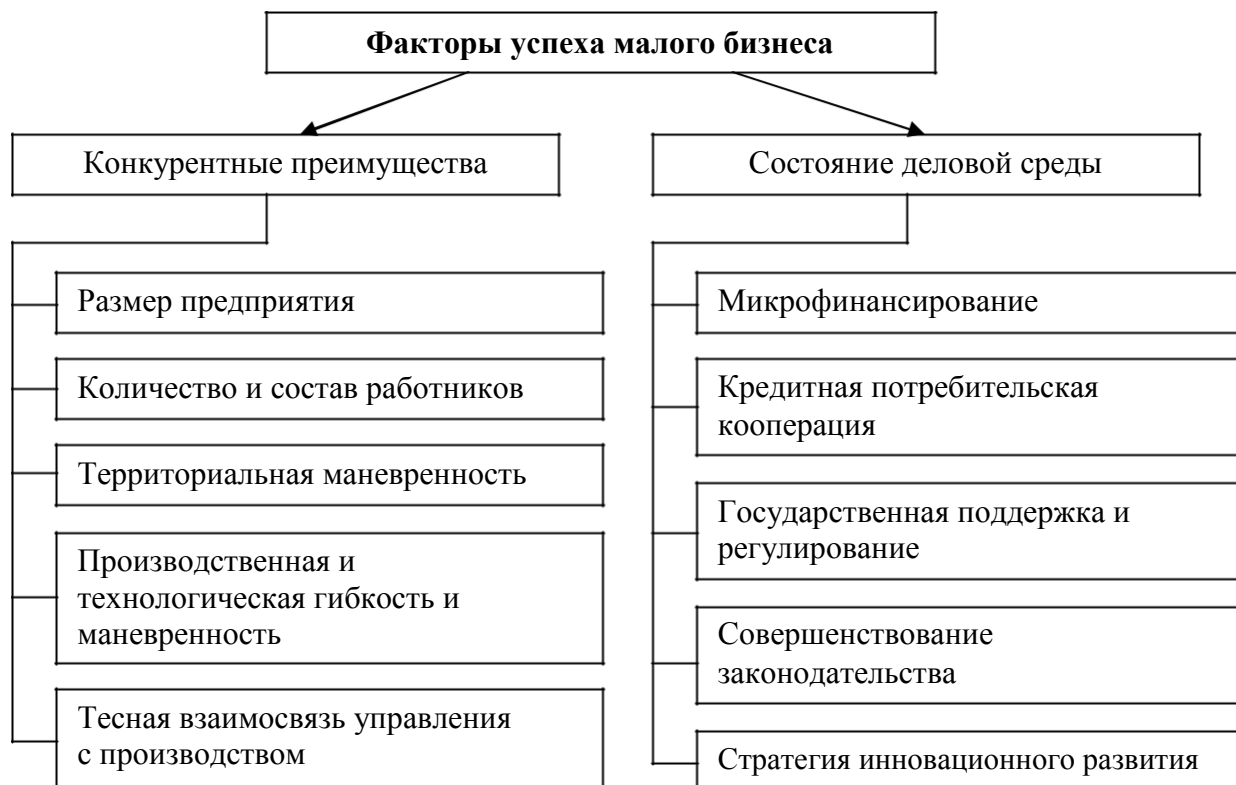 Факторы успеха малого бизнеса
Конкурентные преимущества
Размер предприятия
Количество и состав работников
Территориальная маневренность
Производственная и
технологическая гибкость и
маневренность
Тесная взаимосвязь управления
с производством
Состояние деловой среды
Микрофинансирование
Кредитная потребительская
кооперация
Государственная поддержка и
регулирование
Совершенствование
законодательства
Стратегия инновационного развития